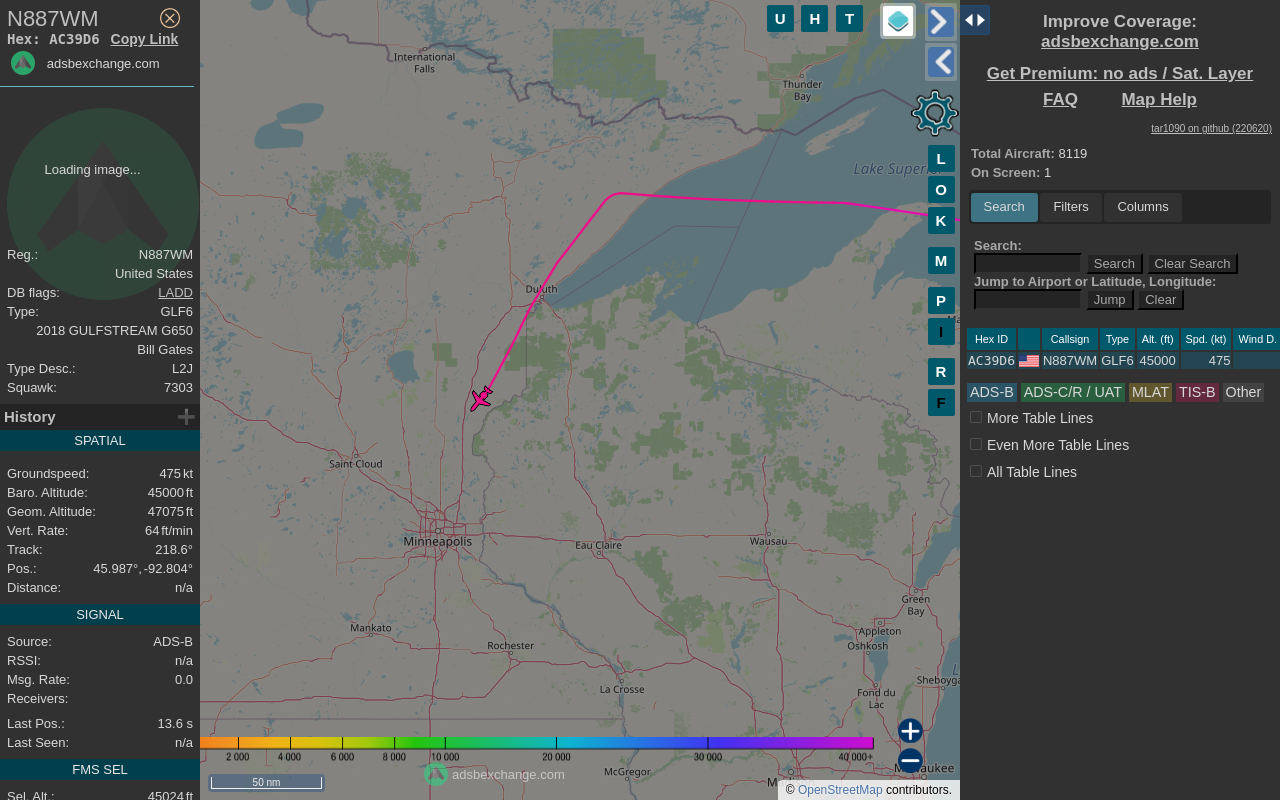 N887WM
Hex: AC39D6 Copy Link
adsbexchange.com
Loading image...
Reg.: N887WM
United States
DB flags: LADD
Type: GLF6
2018 GULFSTREAM G650
Bill Gates
Type Desc.: L2J
Squawk: 7303
History
SPATIAL
Groundspeed: 475 kt
Baro. Altitude: 45000 ft
Geom. Altitude: 47075 ft
Vert. Rate: 64 ft/min
Track: 218.6°
Pos.: 45.987°, -92.804°
Distance: n/a
SIGNAL
Source: ADS-B
RSSI: n/a
Msg. Rate: 0.0
Receivers:
Last Pos.: 13.6 s
Last Seen: n/a
FMS SEL
Sel. Alt.: 45024 ft
U H T
L
O
K
M
P
I
R
F
International
Falls
Thunder
Bay
Lake Superi
Duluth
Saint Cloud
Minneapolis
Eau Claire
Wausau
Green
Bay
Mankato
Rochester
Appleton
Oshkosh
La Crosse
Fond du
Lac
Sheboyga
McGregor
2 000 4 000 6 000 8 000 10 000 20 000 30 000 40 000+
50 nm
adsbexchange.com
© OpenStreetMap contributors.
Improve Coverage:
adsbexchange.com
Get Premium: no ads / Sat. Layer
FAQ Map Help
tar1090 on github (220620)
Total Aircraft: 8119
On Screen: 1
Search Filters Columns
Search:
Search Clear Search
Jump to Airport or Latitude, Longitude:
Jump Clear
Hex ID Callsign Type Alt. (ft) Spd. (kt) Wind D.
AC39D6 N887WM GLF6 45000 475
ADS-B ADS-C/R / UAT MLAT TIS-B Other
More Table Lines
Even More Table Lines
All Table Lines